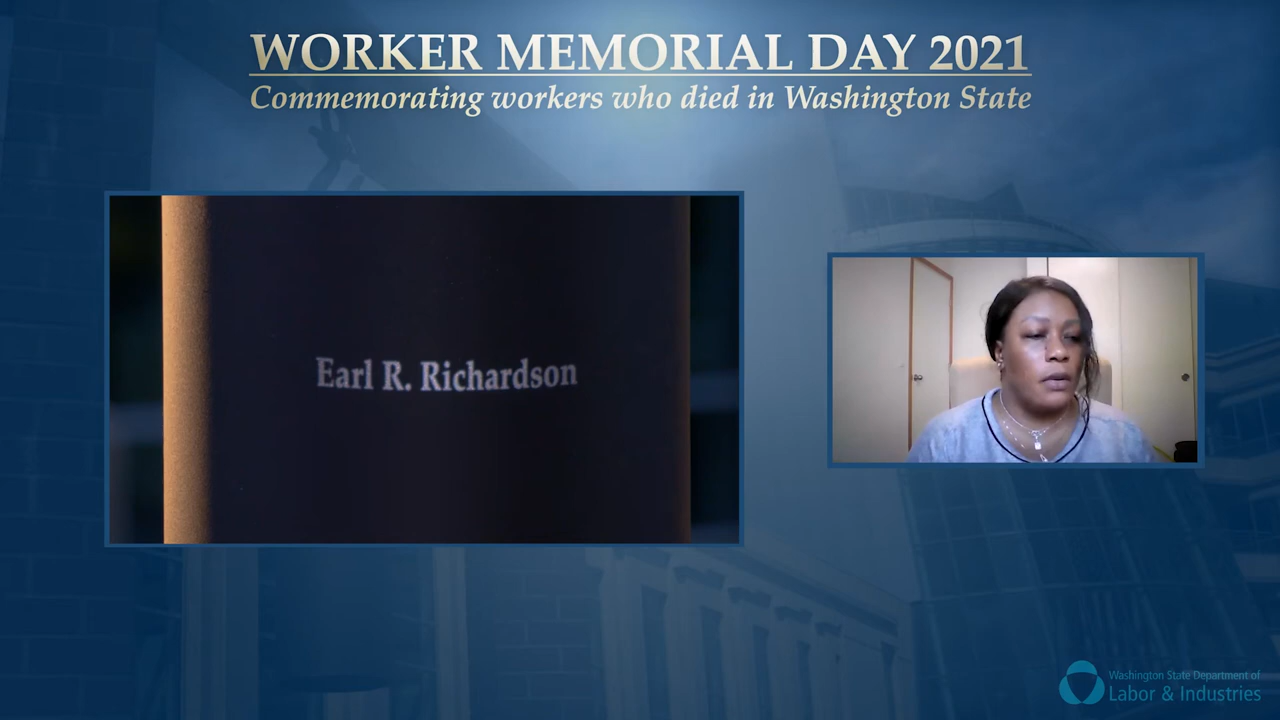 WORKER MEMORIAL DAY 2021
Commemorating workers who died in Washington State
Earl R. Richardson
Washington State Department of
Labor & Industries